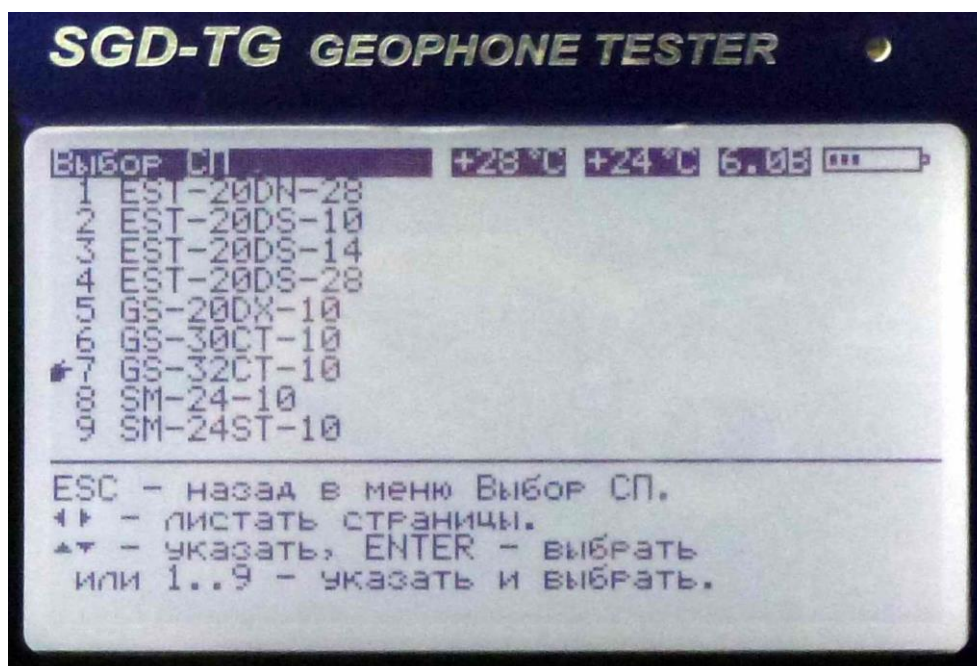 SGD-TG GEOPHONE TESTER
Выбор СП +28°C +24°C 6.0В
1 EST-20DN-28
2 EST-20DS-10
3 EST-20DS-14
4 EST-20DS-28
5 GS-20DX-10
6 GS-30CT-10
7 GS-32CT-10
8 SM-24-10
9 SM-24ST-10
ESC - назад в меню Выбор СП.
◂ ▸ - листать страницы.
▴▾ - указать, ENTER - выбрать
или 1..9 - указать и выбрать.